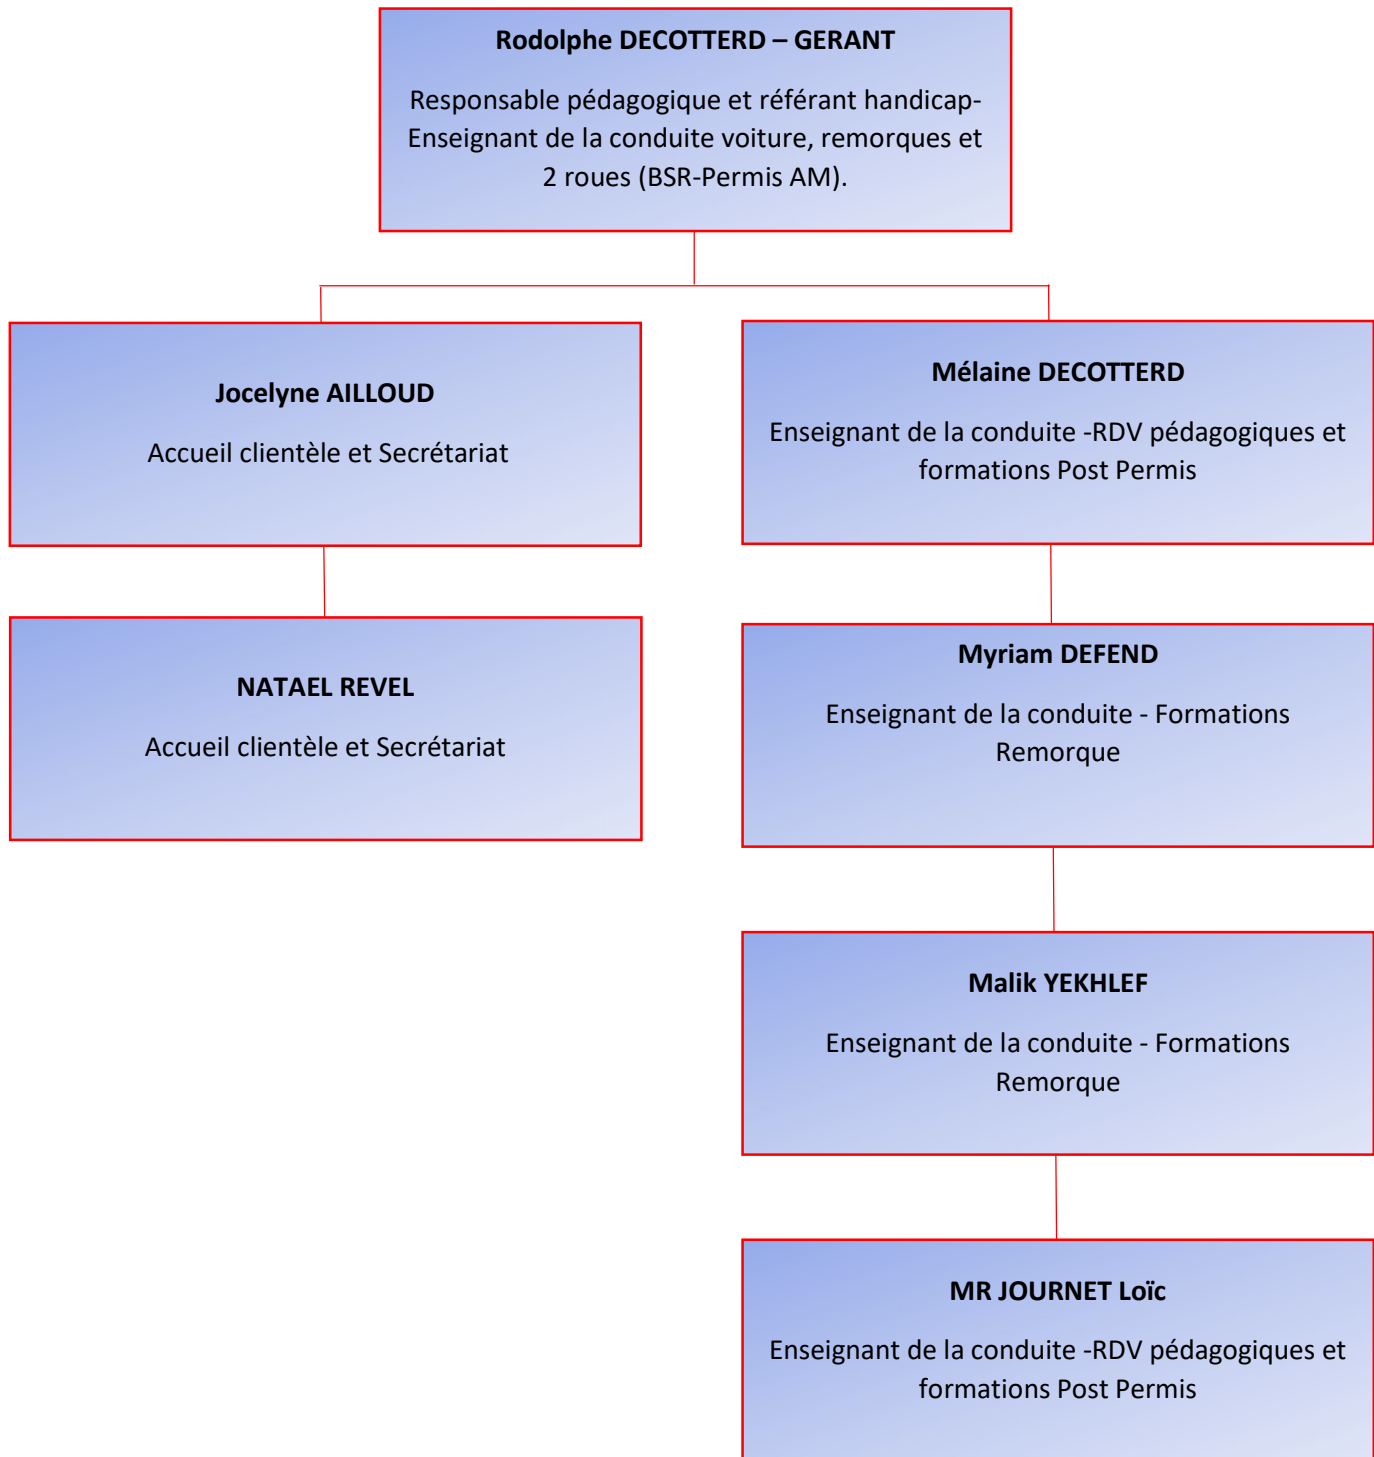 Rodolphe DECOTTERD – GERANT
Responsable pédagogique et référant handicap-
Enseignant de la conduite voiture, remorques et
2 roues (BSR-Permis AM).
Jocelyne AILLOUD
Accueil clientèle et Secrétariat
Mélaine DECOTTERD
Enseignant de la conduite -RDV pédagogiques et
formations Post Permis
NATAEL REVEL
Accueil clientèle et Secrétariat
Myriam DEFEND
Enseignant de la conduite - Formations
Remorque
Malik YEKHLEF
Enseignant de la conduite - Formations
Remorque
MR JOURNET Loïc
Enseignant de la conduite -RDV pédagogiques et
formations Post Permis